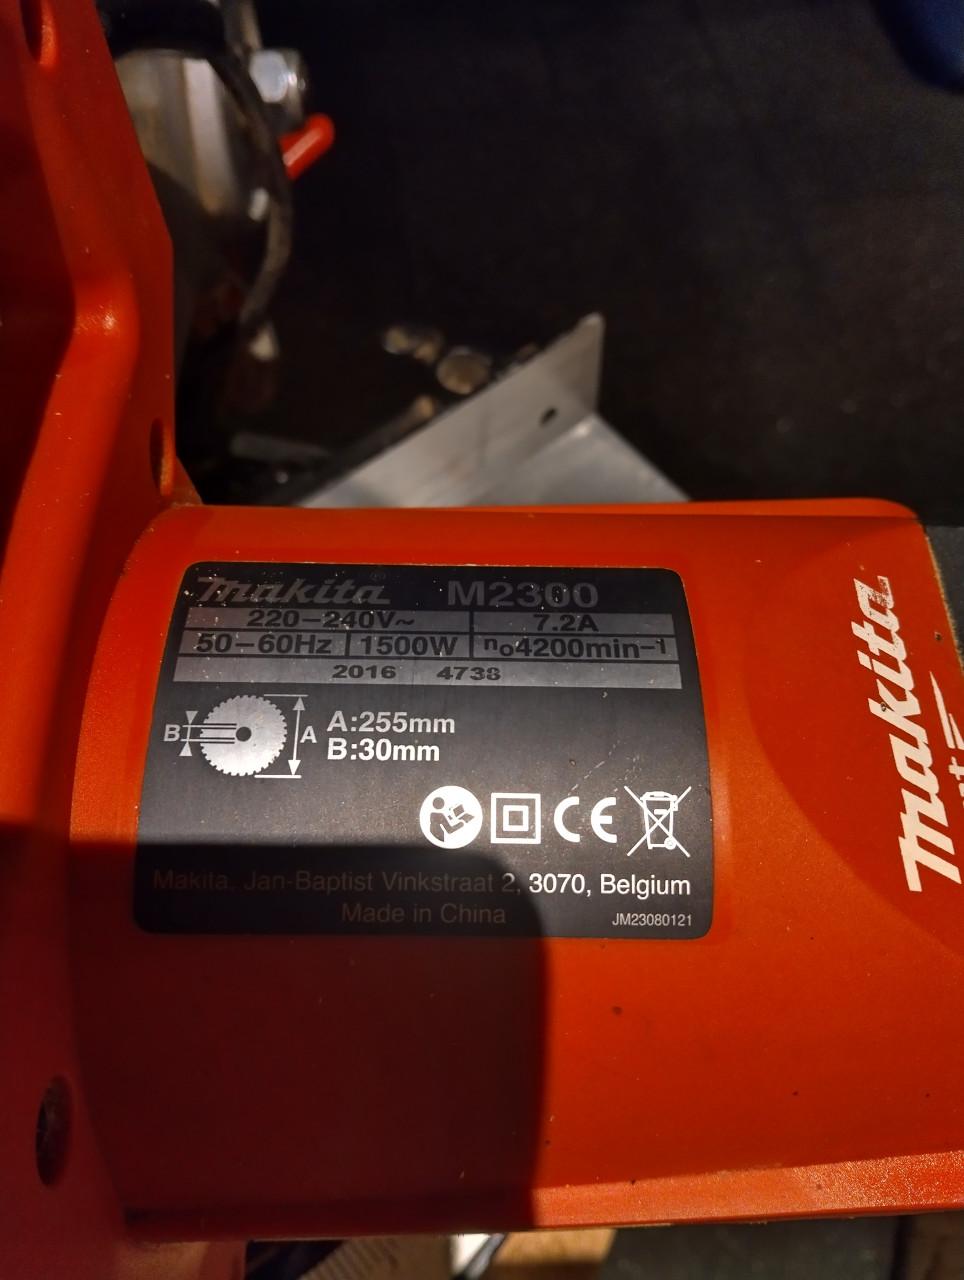 makita® M2300
220-240V~ 7.2A
50-60Hz 1500W n₀4200min⁻¹
2016 4738
B A A:255mm
B:30mm
CE
Makita, Jan-Baptist Vinkstraat 2, 3070, Belgium
Made in China JM23080121
makita